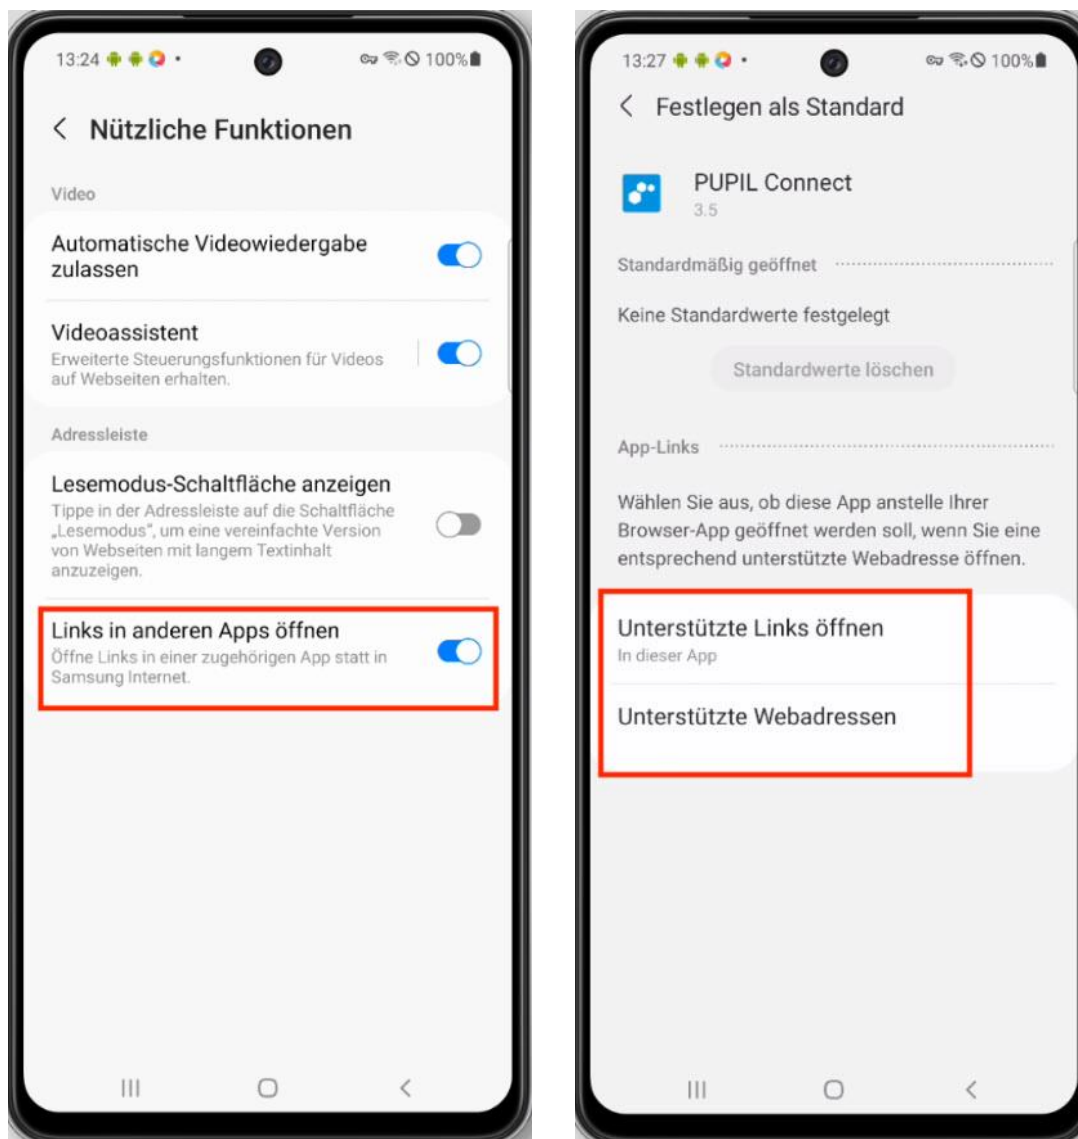 13:24
100%
Nützliche Funktionen
Video
Automatische Videowiedergabe
zulassen
Videoassistent
Erweiterte Steuerungsfunktionen für Videos
auf Webseiten erhalten.
Adressleiste
Lesemodus-Schaltfläche anzeigen
Tippe in der Adressleiste auf die Schaltfläche
„Lesemodus“, um eine vereinfachte Version
von Webseiten mit langem Textinhalt
anzuzeigen.
Links in anderen Apps öffnen
Öffne Links in einer zugehörigen App statt in
Samsung Internet.
13:27
100%
Festlegen als Standard
PUPIL Connect
3.5
Standardmäßig geöffnet
Keine Standardwerte festgelegt
Standardwerte löschen
App-Links
Wählen Sie aus, ob diese App anstelle Ihrer
Browser-App geöffnet werden soll, wenn Sie eine
entsprechend unterstützte Webadresse öffnen.
Unterstützte Links öffnen
In dieser App
Unterstützte Webadressen